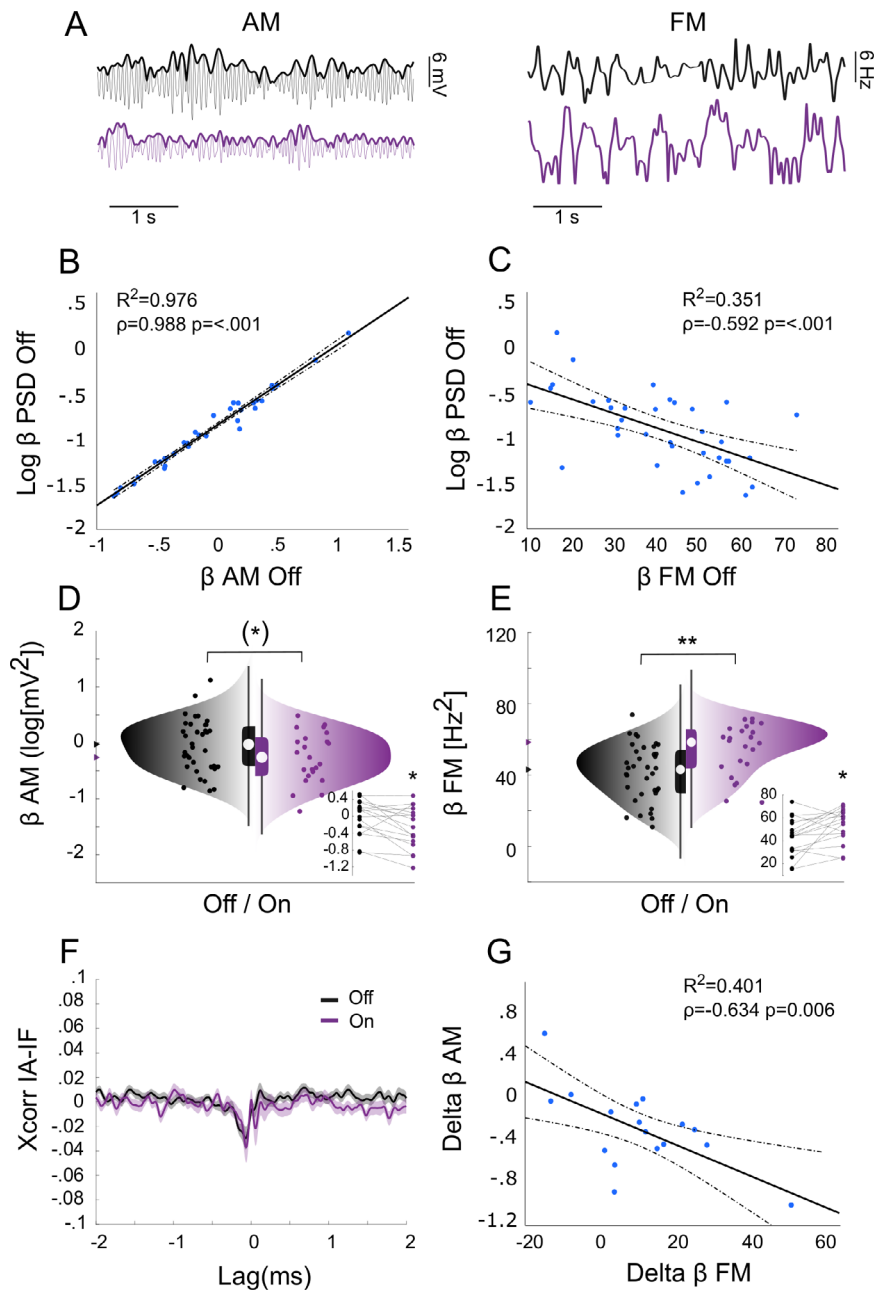 A
AM
FM
6 mV
6 Hz
1 s
1 s
B
R²=0.976
ρ=0.988 p=<.001
Log β PSD Off
.5
0
-.5
-1
-1.5
-2
-1 -.5 0 .5 1 1.5
β AM Off
C
R²=0.351
ρ=-0.592 p=<.001
Log β PSD Off
.5
0
-.5
-1
-1.5
-2
10 20 30 40 50 60 70 80
β FM Off
D
(*)
β AM (log[mV²])
2
1
0
-1
-2
*
0.4
0
-0.4
-0.8
-1.2
Off / On
E
**
β FM [Hz²]
120
80
60
40
0
*
80
60
40
20
Off / On
F
Off
On
Xcorr IA-IF
.1
.08
.06
.04
.02
0
-.02
-.04
-.06
-.08
-.1
-2 -1 0 1 2
Lag(ms)
G
R²=0.401
ρ=-0.634 p=0.006
Delta β AM
.8
.4
0
-.4
-.8
-1.2
-20 0 20 40 60
Delta β FM